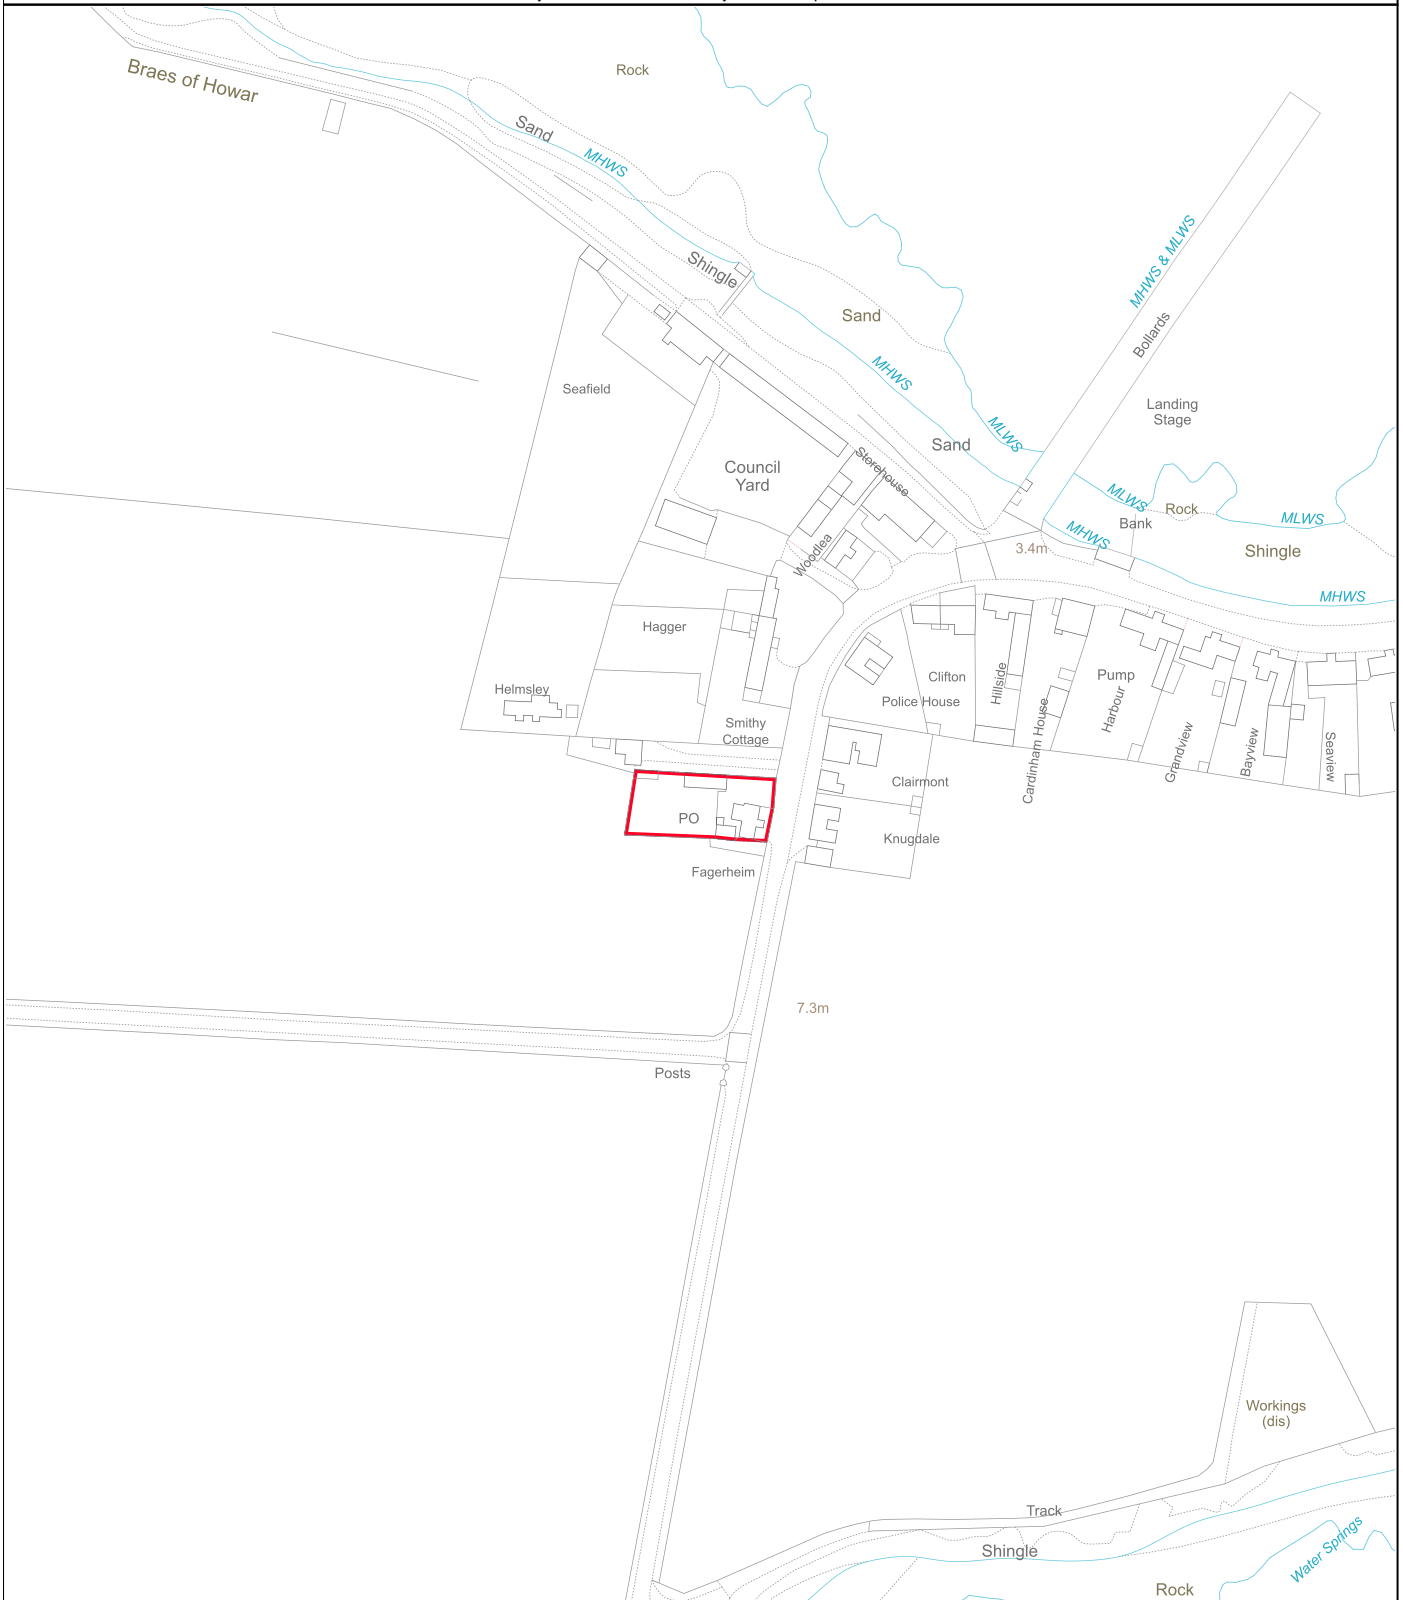 Rock
Braes of Howar
Sand
MHWS
MHWS & MLWS
Shingle
Sand
Bollards
MHWS
Seafield
Landing
Stage
MLWS
Sand
Council
Yard
Storehouse
MLWS
Rock
Bank
MLWS
MHWS
3.4m
Shingle
Woodlea
MHWS
Hagger
Helmsley
Clifton
Police House
Hillside
Pump
Harbour
Cardinham House
Grandview
Bayview
Seaview
Smithy
Cottage
Clairmont
PO
Knugdale
Fagerheim
7.3m
Posts
Workings
(dis)
Track
Shingle
Water Springs
Rock